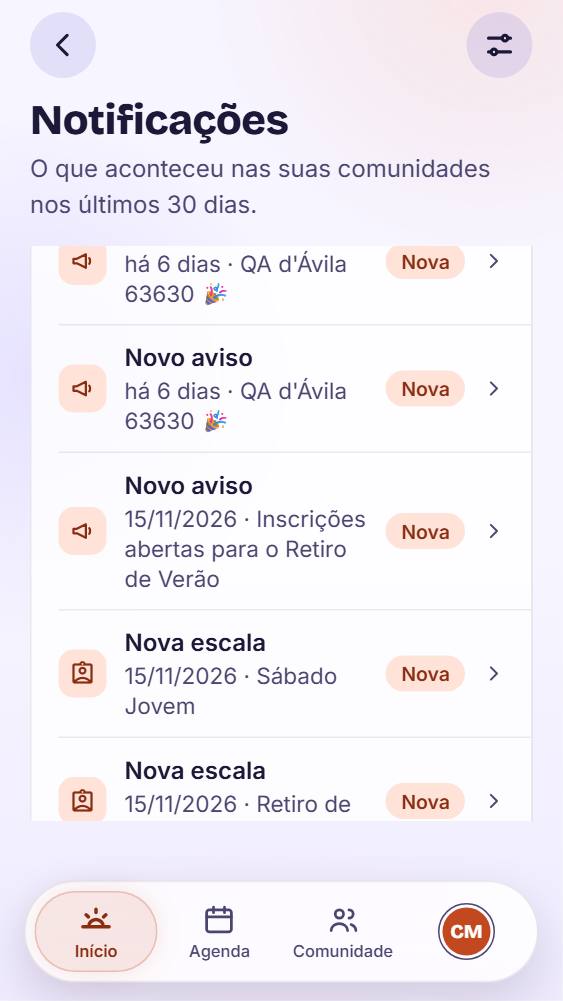 Notificações
O que aconteceu nas suas comunidades
nos últimos 30 dias.
há 6 dias · QA d'Ávila
63630 🎉
Nova
Novo aviso
há 6 dias · QA d'Ávila
63630 🎉
Nova
Novo aviso
15/11/2026 · Inscrições
abertas para o Retiro
de Verão
Nova
Nova escala
15/11/2026 · Sábado
Jovem
Nova
Nova escala
15/11/2026 · Retiro de
Nova
Início
Agenda
Comunidade
CM